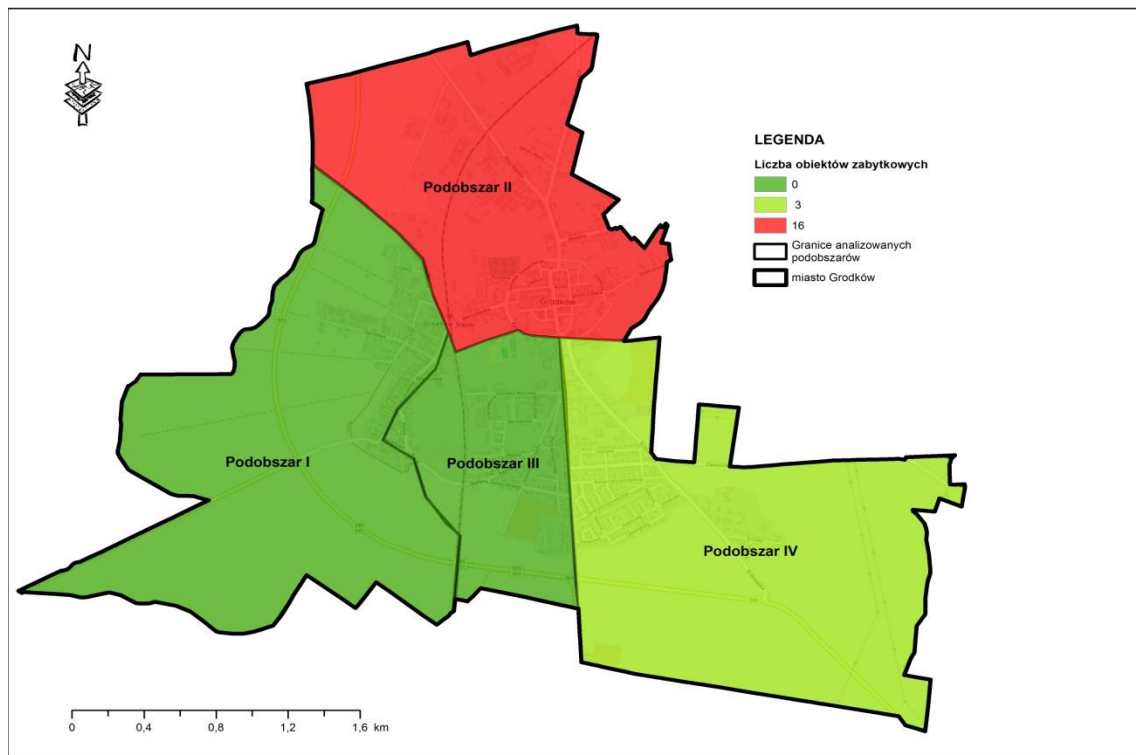 N
Podobszar II
LEGENDA
Liczba obiektów zabytkowych
0
3
16
Granice analizowanych
podobszarów
miasto Grodków
Grodków
Podobszar I
Podobszar III
Podobszar IV
0 0,4 0,8 1,2 1,6 km